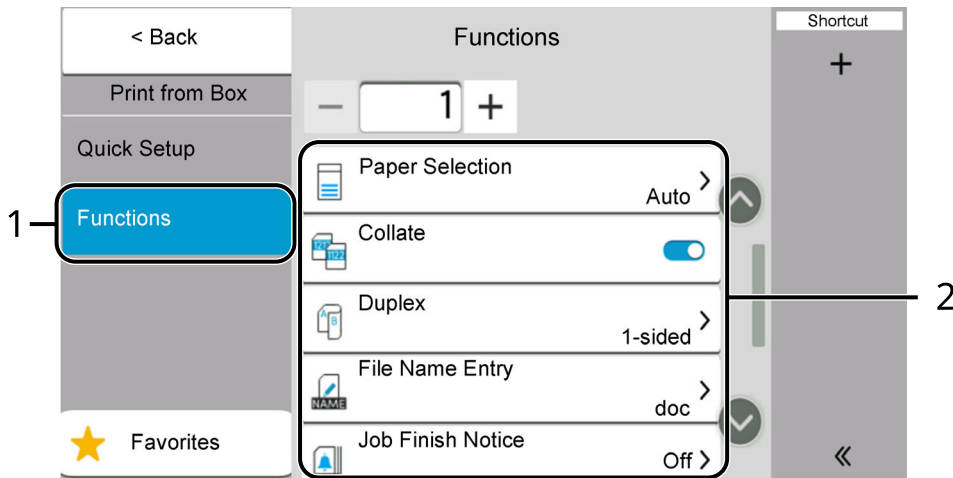 < Back
Functions
Shortcut
+
Print from Box
− 1 +
Quick Setup
Paper Selection
Auto >
1
Functions
Collate
2
Duplex
1-sided >
File Name Entry
NAME
doc >
Favorites
Job Finish Notice
Off >
«